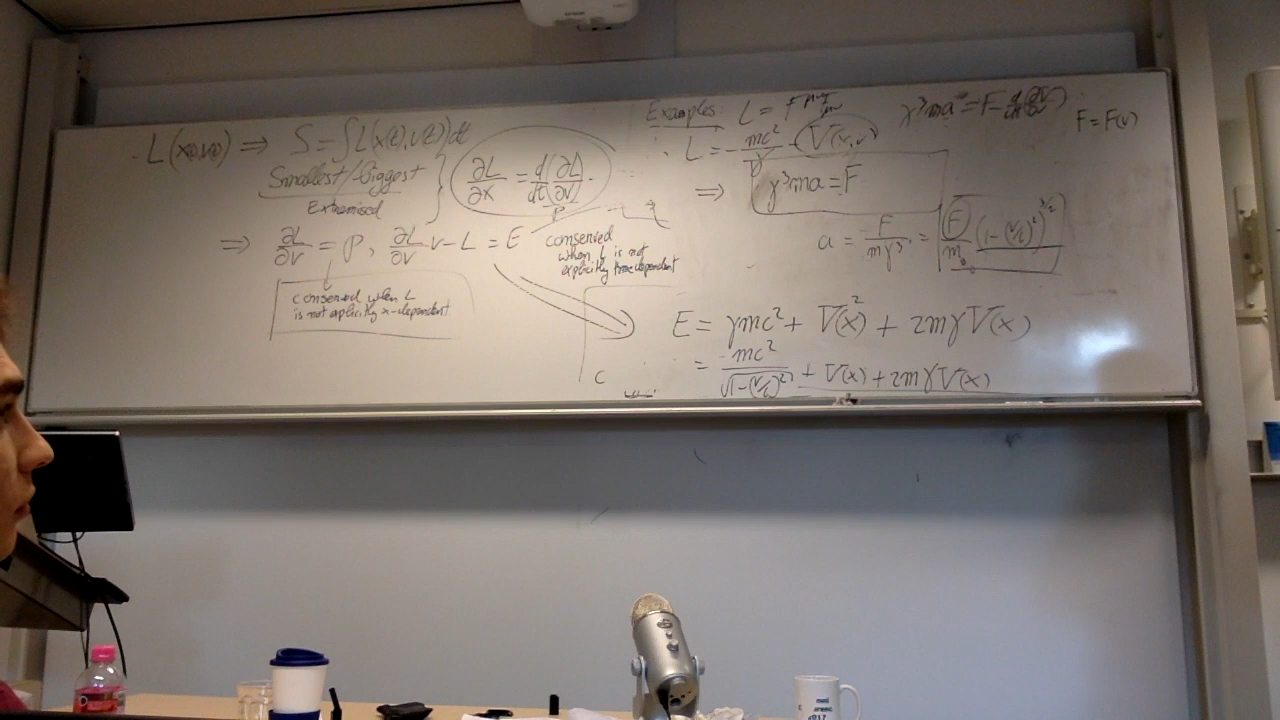 L(x(t),v(t)) ⇒ S = ∫L(x(t),v(t))dt
Smallest/Biggest
Extremised
∂L/∂x = d/dt(∂L/∂v)
P
⇒ ∂L/∂v = P, ∂L/∂v v − L = E
conserved when L
is not explicitly x-dependent
conserved
when L is not
explicitly time dependent
Examples: L =
L = −mc²/γ − V(x,v)
γ³ma = F − d/dt(∂V/∂v)
F = F(v)
⇒ γ³ma = F
a = F/mγ³ = F/m (1−(v/c)²)^3/2
E = γmc² + V(x)² + 2mγV(x)
= mc²/√1−(v/c)² + V(x) + 2mγV(x)
c
2017